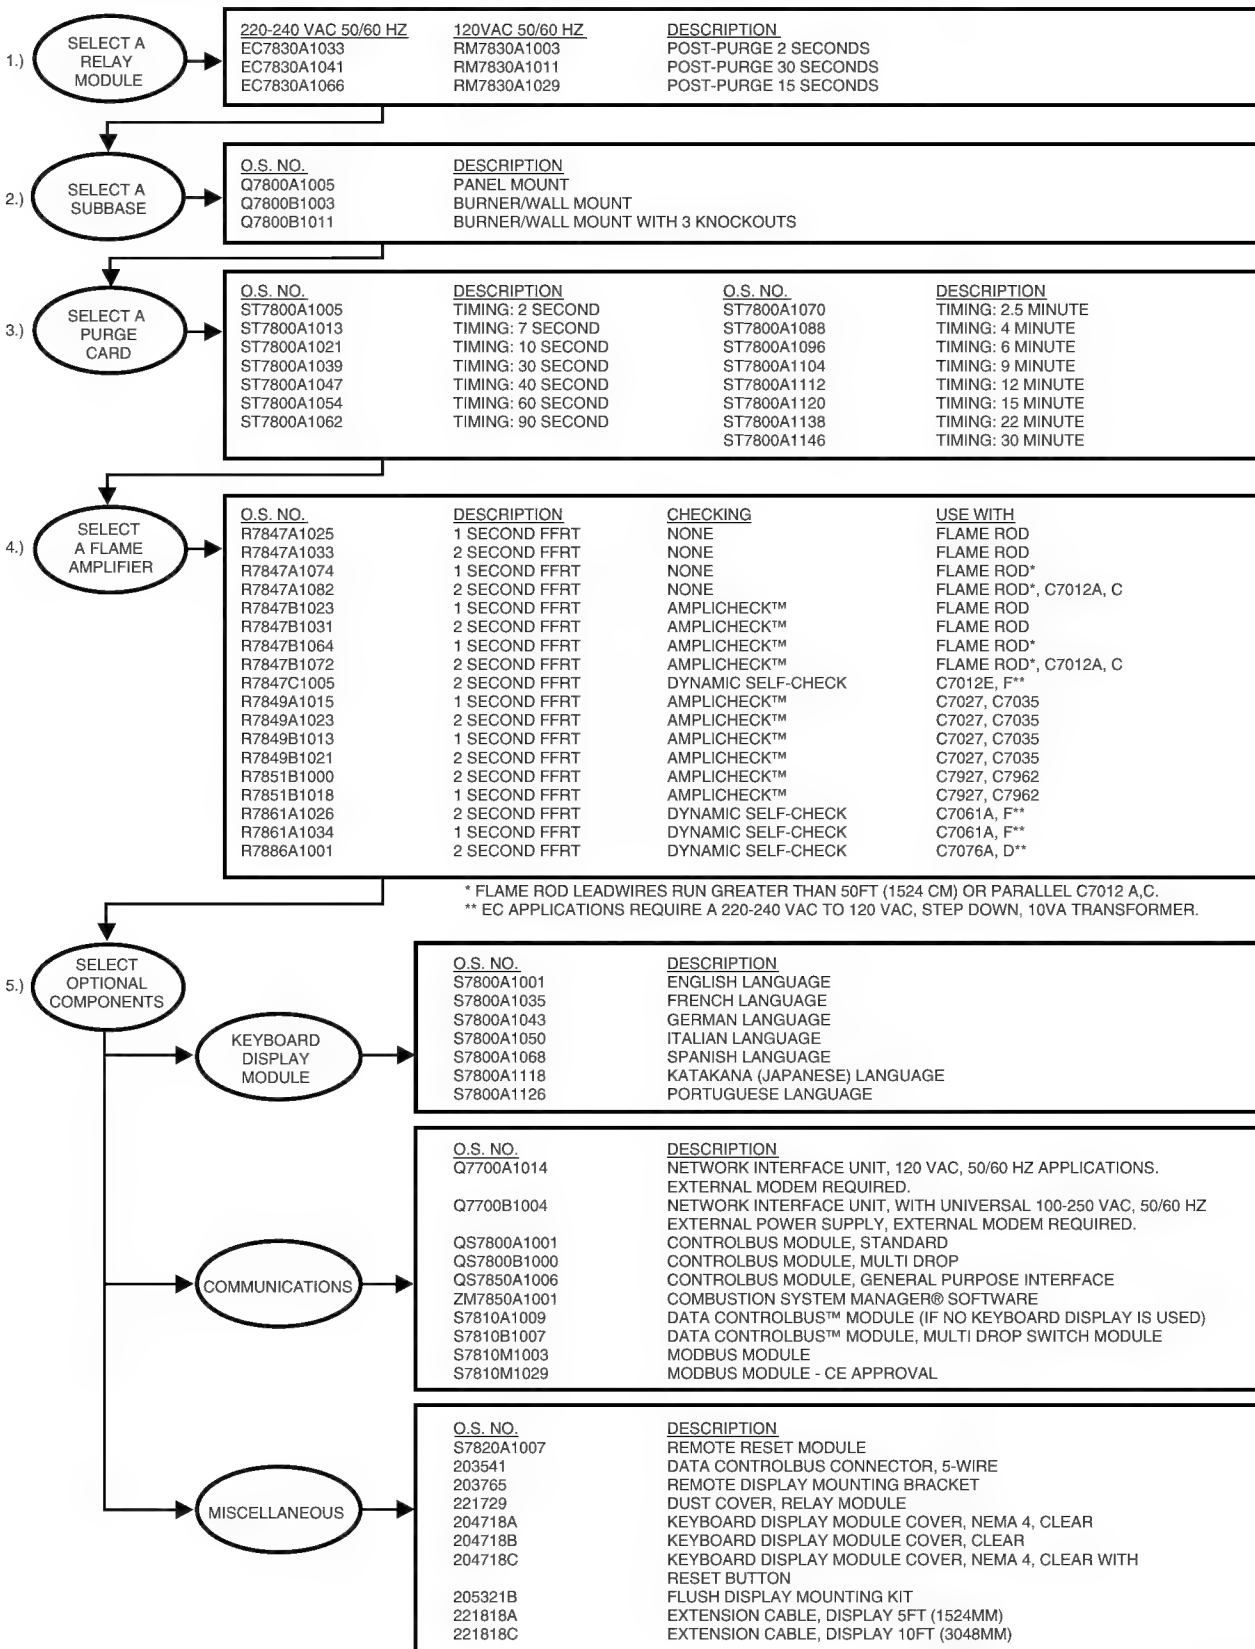 1.) SELECT A
RELAY
MODULE
220-240 VAC 50/60 HZ 120VAC 50/60 HZ DESCRIPTION
EC7830A1033 RM7830A1003 POST-PURGE 2 SECONDS
EC7830A1041 RM7830A1011 POST-PURGE 30 SECONDS
EC7830A1066 RM7830A1029 POST-PURGE 15 SECONDS
2.) SELECT A
SUBBASE
O.S. NO. DESCRIPTION
Q7800A1005 PANEL MOUNT
Q7800B1003 BURNER/WALL MOUNT
Q7800B1011 BURNER/WALL MOUNT WITH 3 KNOCKOUTS
3.) SELECT A
PURGE
CARD
O.S. NO. DESCRIPTION O.S. NO. DESCRIPTION
ST7800A1005 TIMING: 2 SECOND ST7800A1070 TIMING: 2.5 MINUTE
ST7800A1013 TIMING: 7 SECOND ST7800A1088 TIMING: 4 MINUTE
ST7800A1021 TIMING: 10 SECOND ST7800A1096 TIMING: 6 MINUTE
ST7800A1039 TIMING: 30 SECOND ST7800A1104 TIMING: 9 MINUTE
ST7800A1047 TIMING: 40 SECOND ST7800A1112 TIMING: 12 MINUTE
ST7800A1054 TIMING: 60 SECOND ST7800A1120 TIMING: 15 MINUTE
ST7800A1062 TIMING: 90 SECOND ST7800A1138 TIMING: 22 MINUTE
ST7800A1146 TIMING: 30 MINUTE
4.) SELECT
A FLAME
AMPLIFIER
O.S. NO. DESCRIPTION CHECKING USE WITH
R7847A1025 1 SECOND FFRT NONE FLAME ROD
R7847A1033 2 SECOND FFRT NONE FLAME ROD
R7847A1074 1 SECOND FFRT NONE FLAME ROD*
R7847A1082 2 SECOND FFRT NONE FLAME ROD*, C7012A, C
R7847B1023 1 SECOND FFRT AMPLICHECK™ FLAME ROD
R7847B1031 2 SECOND FFRT AMPLICHECK™ FLAME ROD
R7847B1064 1 SECOND FFRT AMPLICHECK™ FLAME ROD*
R7847B1072 2 SECOND FFRT AMPLICHECK™ FLAME ROD*, C7012A, C
R7847C1005 2 SECOND FFRT DYNAMIC SELF-CHECK C7012E, F**
R7849A1015 1 SECOND FFRT AMPLICHECK™ C7027, C7035
R7849A1023 2 SECOND FFRT AMPLICHECK™ C7027, C7035
R7849B1013 1 SECOND FFRT AMPLICHECK™ C7027, C7035
R7849B1021 2 SECOND FFRT AMPLICHECK™ C7027, C7035
R7851B1000 2 SECOND FFRT AMPLICHECK™ C7927, C7962
R7851B1018 1 SECOND FFRT AMPLICHECK™ C7927, C7962
R7861A1026 2 SECOND FFRT DYNAMIC SELF-CHECK C7061A, F**
R7861A1034 1 SECOND FFRT DYNAMIC SELF-CHECK C7061A, F**
R7886A1001 2 SECOND FFRT DYNAMIC SELF-CHECK C7076A, D**
* FLAME ROD LEADWIRES RUN GREATER THAN 50FT (1524 CM) OR PARALLEL C7012 A,C.
** EC APPLICATIONS REQUIRE A 220-240 VAC TO 120 VAC, STEP DOWN, 10VA TRANSFORMER.
5.) SELECT
OPTIONAL
COMPONENTS
KEYBOARD
DISPLAY
MODULE
O.S. NO. DESCRIPTION
S7800A1001 ENGLISH LANGUAGE
S7800A1035 FRENCH LANGUAGE
S7800A1043 GERMAN LANGUAGE
S7800A1050 ITALIAN LANGUAGE
S7800A1068 SPANISH LANGUAGE
S7800A1118 KATAKANA (JAPANESE) LANGUAGE
S7800A1126 PORTUGUESE LANGUAGE
COMMUNICATIONS
O.S. NO. DESCRIPTION
Q7700A1014 NETWORK INTERFACE UNIT, 120 VAC, 50/60 HZ APPLICATIONS.
EXTERNAL MODEM REQUIRED.
Q7700B1004 NETWORK INTERFACE UNIT, WITH UNIVERSAL 100-250 VAC, 50/60 HZ
EXTERNAL POWER SUPPLY, EXTERNAL MODEM REQUIRED.
QS7800A1001 CONTROLBUS MODULE, STANDARD
QS7800B1000 CONTROLBUS MODULE, MULTI DROP
QS7850A1006 CONTROLBUS MODULE, GENERAL PURPOSE INTERFACE
ZM7850A1001 COMBUSTION SYSTEM MANAGER® SOFTWARE
S7810A1009 DATA CONTROLBUS™ MODULE (IF NO KEYBOARD DISPLAY IS USED)
S7810B1007 DATA CONTROLBUS™ MODULE, MULTI DROP SWITCH MODULE
S7810M1003 MODBUS MODULE
S7810M1029 MODBUS MODULE - CE APPROVAL
MISCELLANEOUS
O.S. NO. DESCRIPTION
S7820A1007 REMOTE RESET MODULE
203541 DATA CONTROLBUS CONNECTOR, 5-WIRE
203765 REMOTE DISPLAY MOUNTING BRACKET
221729 DUST COVER, RELAY MODULE
204718A KEYBOARD DISPLAY MODULE COVER, NEMA 4, CLEAR
204718B KEYBOARD DISPLAY MODULE COVER, CLEAR
204718C KEYBOARD DISPLAY MODULE COVER, NEMA 4, CLEAR WITH
RESET BUTTON
205321B FLUSH DISPLAY MOUNTING KIT
221818A EXTENSION CABLE, DISPLAY 5FT (1524MM)
221818C EXTENSION CABLE, DISPLAY 10FT (3048MM)